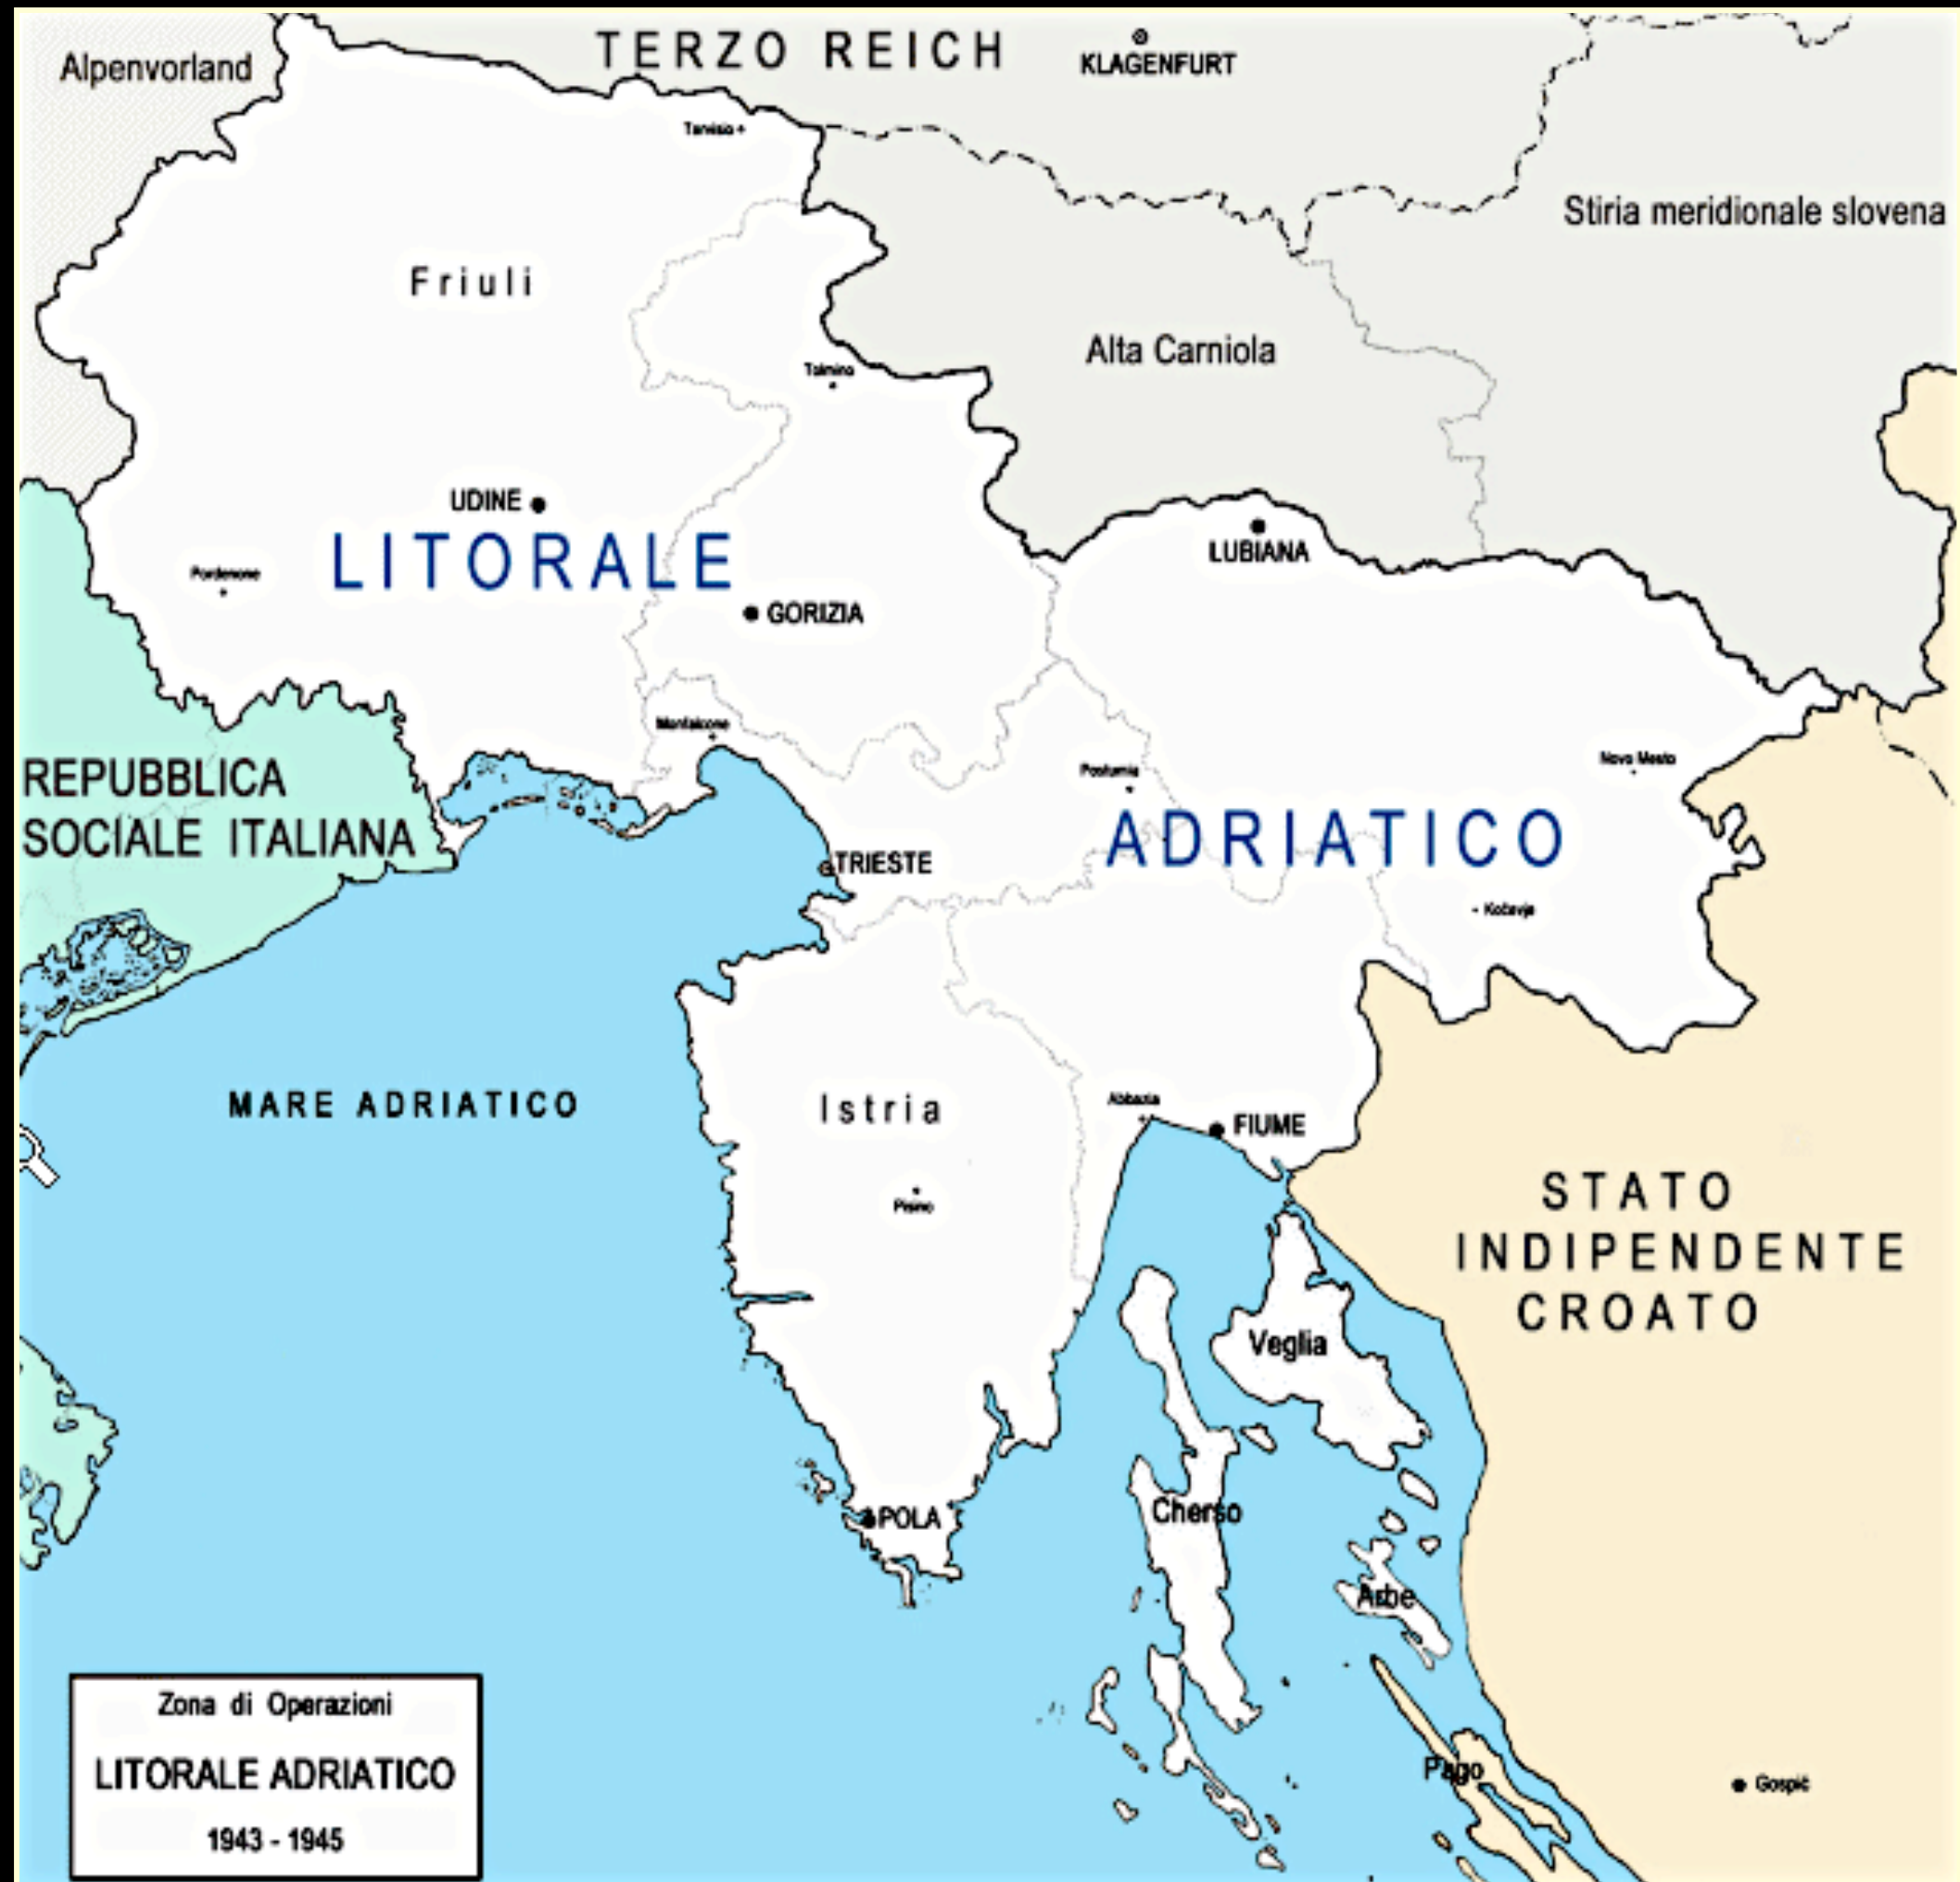 TERZO REICH
KLAGENFURT
Alpenvorland
Tarvisio
Stiria meridionale slovena
Friuli
Alta Carniola
Tolmino
UDINE
LUBIANA
LITORALE
Pordenone
GORIZIA
Monfalcone
Novo Mesto
Postumia
REPUBBLICA
SOCIALE ITALIANA
ADRIATICO
TRIESTE
Kočevje
MARE ADRIATICO
Istria
Abbazia
FIUME
Pisino
STATO
INDIPENDENTE
CROATO
Veglia
Cherso
POLA
Arbe
Pago
Gospič
Zona di Operazioni
LITORALE ADRIATICO
1943 - 1945